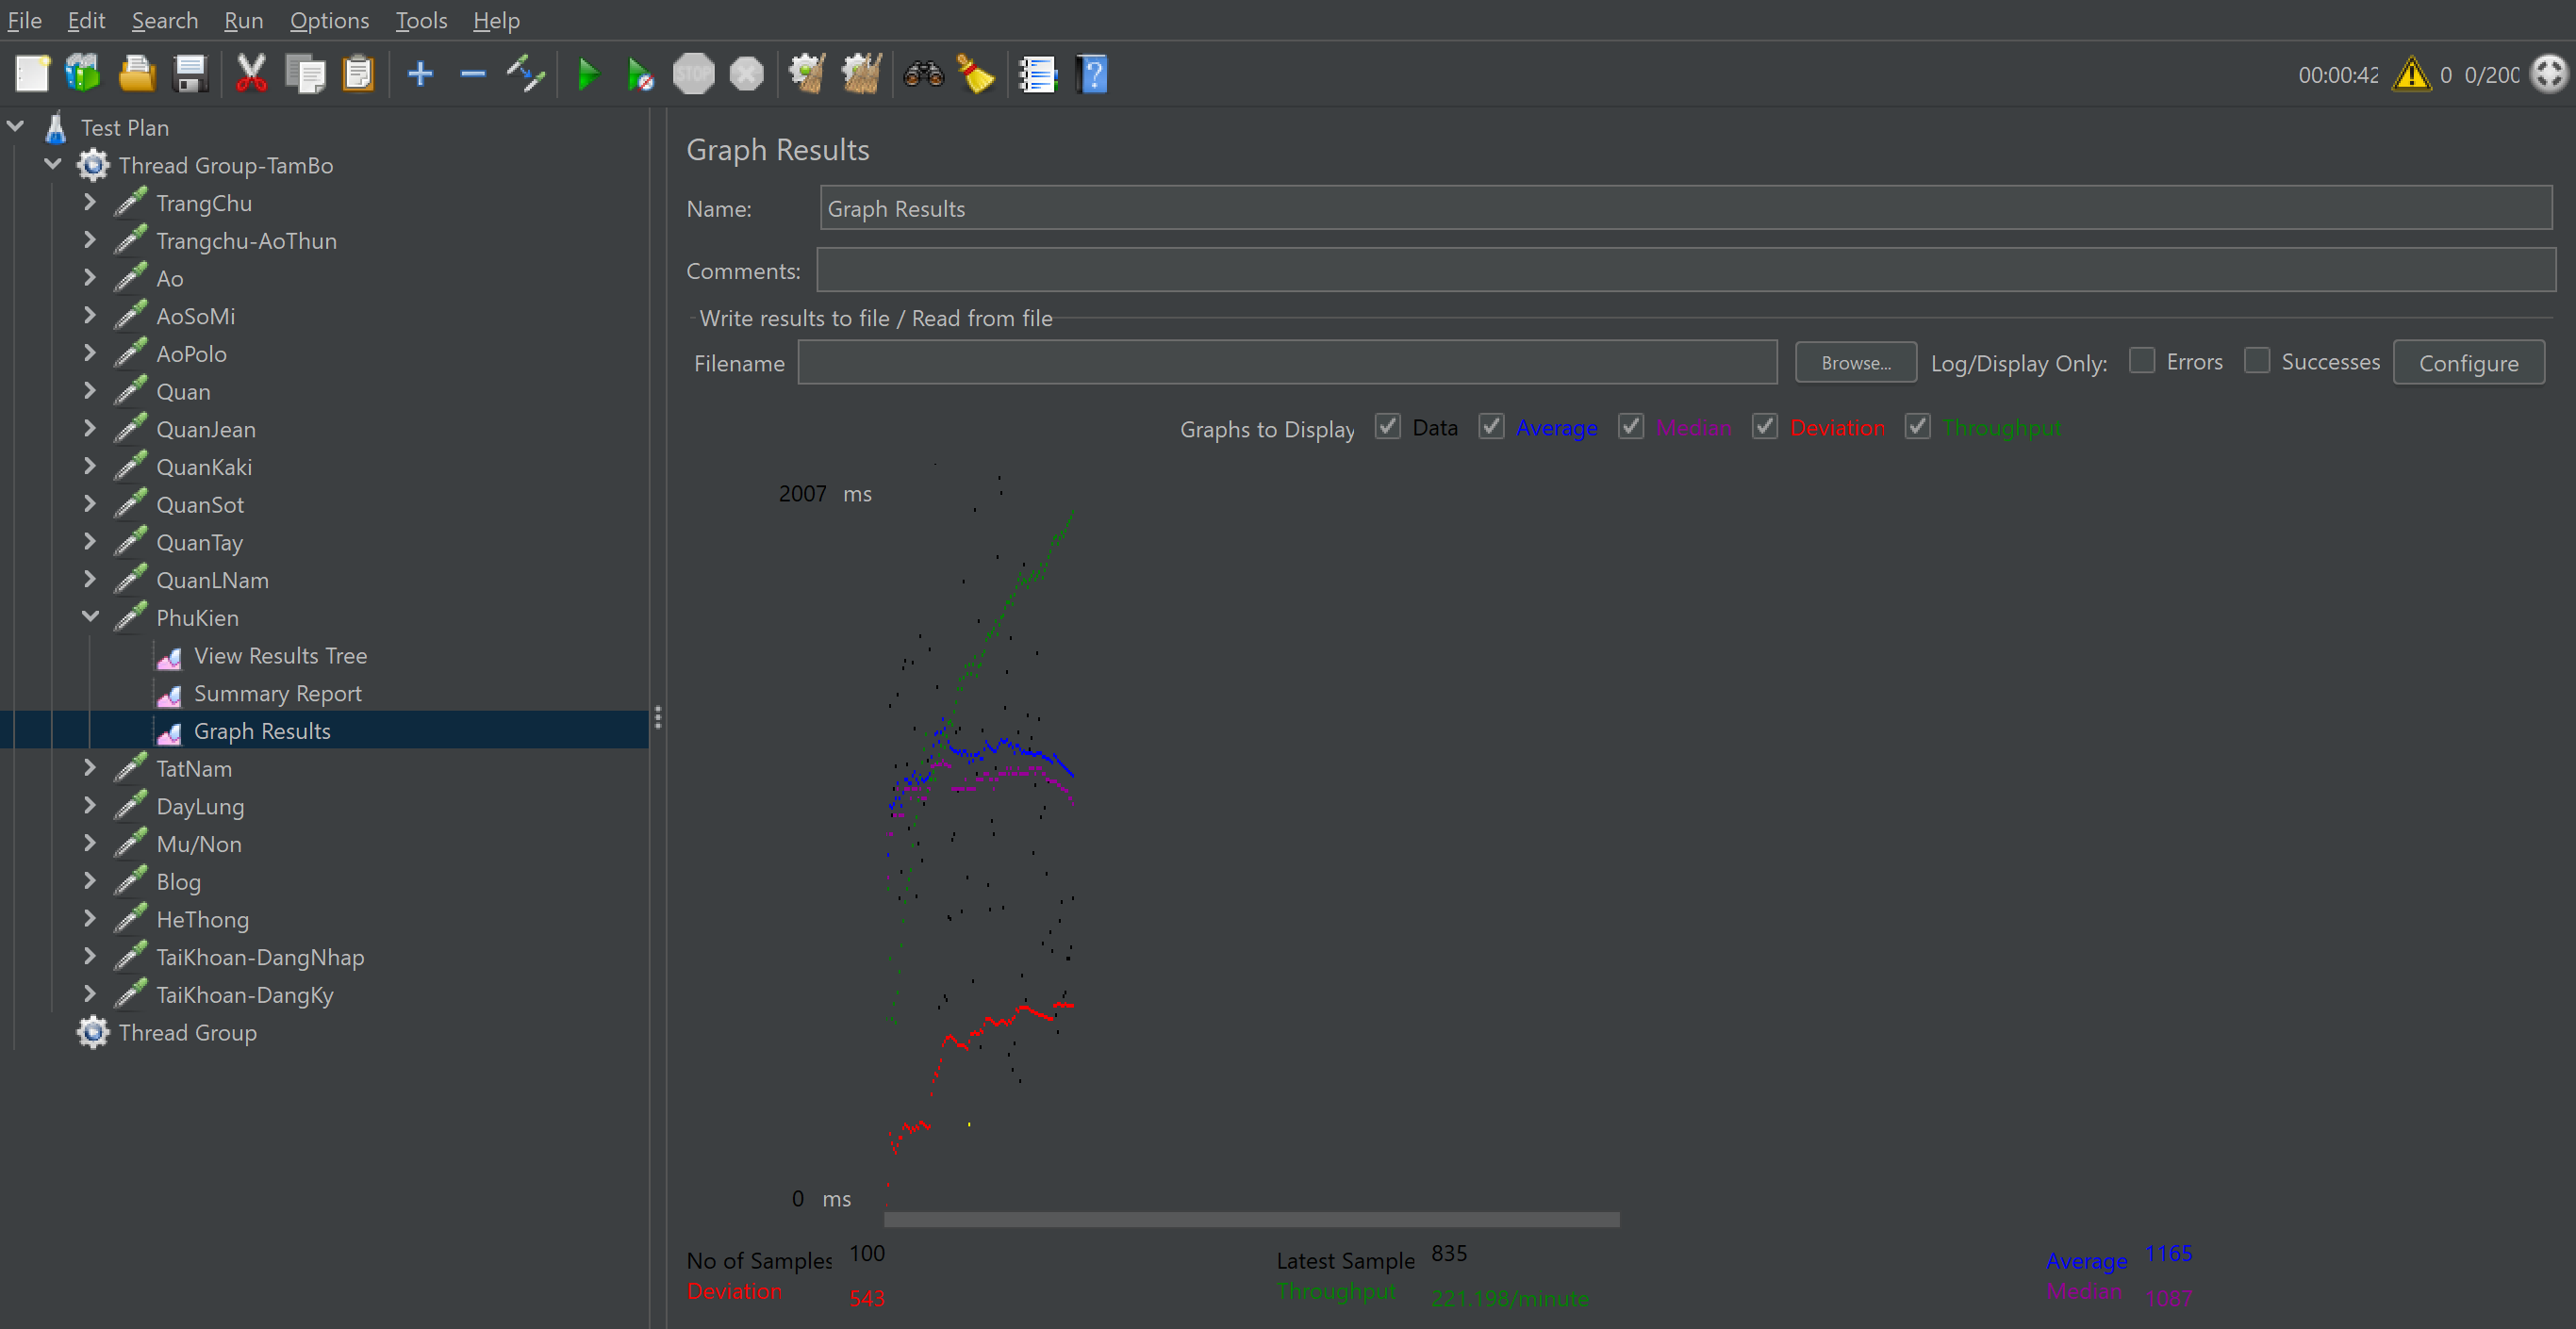 File Edit Search Run Options Tools Help
STOP
00:00:42 0 0/200
Test Plan
Thread Group-TamBo
TrangChu
Trangchu-AoThun
Ao
AoSoMi
AoPolo
Quan
QuanJean
QuanKaki
QuanSot
QuanTay
QuanLNam
PhuKien
View Results Tree
Summary Report
Graph Results
TatNam
DayLung
Mu/Non
Blog
HeThong
TaiKhoan-DangNhap
TaiKhoan-DangKy
Thread Group
Graph Results
Name: Graph Results
Comments:
Write results to file / Read from file
Filename Browse... Log/Display Only: Errors Successes Configure
Graphs to Display Data Average Median Deviation Throughput
2007 ms
0 ms
No of Samples 100 Latest Sample 835 Average 1165
Deviation 543 Throughput 221.198/minute Median 1087